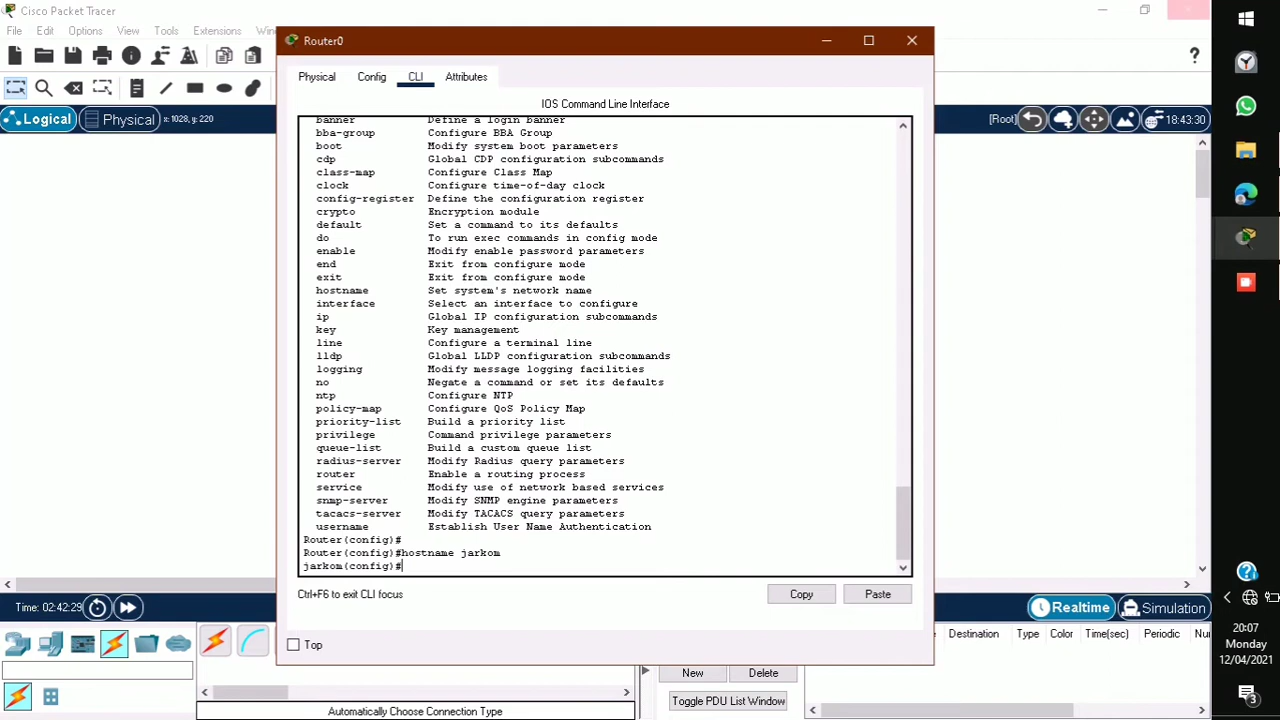 Cisco Packet Tracer
File Edit Options View Tools Extensions
Logical
Physical
x: 1028, y: 220
[Root]
18:43:30
Router0
Physical Config CLI Attributes
IOS Command Line Interface
banner Define a login banner
bba-group Configure BBA Group
boot Modify system boot parameters
cdp Global CDP configuration subcommands
class-map Configure Class Map
clock Configure time-of-day clock
config-register Define the configuration register
crypto Encryption module
default Set a command to its defaults
do To run exec commands in config mode
enable Modify enable password parameters
end Exit from configure mode
exit Exit from configure mode
hostname Set system's network name
interface Select an interface to configure
ip Global IP configuration subcommands
key Key management
line Configure a terminal line
lldp Global LLDP configuration subcommands
logging Modify message logging facilities
no Negate a command or set its defaults
ntp Configure NTP
policy-map Configure QoS Policy Map
priority-list Build a priority list
privilege Command privilege parameters
queue-list Build a custom queue list
radius-server Modify Radius query parameters
router Enable a routing process
service Modify use of network based services
snmp-server Modify SNMP engine parameters
tacacs-server Modify TACACS query parameters
username Establish User Name Authentication
Router(config)#
Router(config)#hostname jarkom
jarkom(config)#
Ctrl+F6 to exit CLI focus
Copy
Paste
Top
Time: 02:42:29
Realtime
Simulation
Destination Type Color Time(sec) Periodic
New
Delete
Toggle PDU List Window
Automatically Choose Connection Type
20:07
Monday
12/04/2021
3